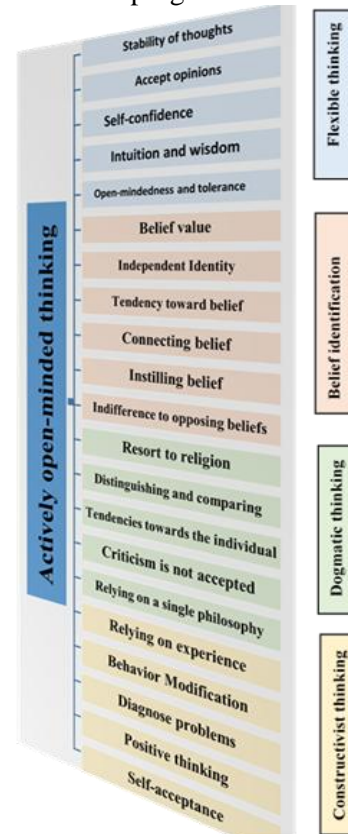 Stability of thoughts
Accept opinions
Self-confidence
Intuition and wisdom
Open-mindedness and tolerance
Belief value
Independent Identity
Tendency toward belief
Connecting belief
Instilling belief
Indifference to opposing beliefs
Resort to religion
Distinguishing and comparing
Tendencies towards the individual
Criticism is not accepted
Relying on a single philosophy
Relying on experience
Behavior Modification
Diagnose problems
Positive thinking
Self-acceptance
Actively open-minded thinking
Flexible thinking
Belief identification
Dogmatic thinking
Constructivist thinking